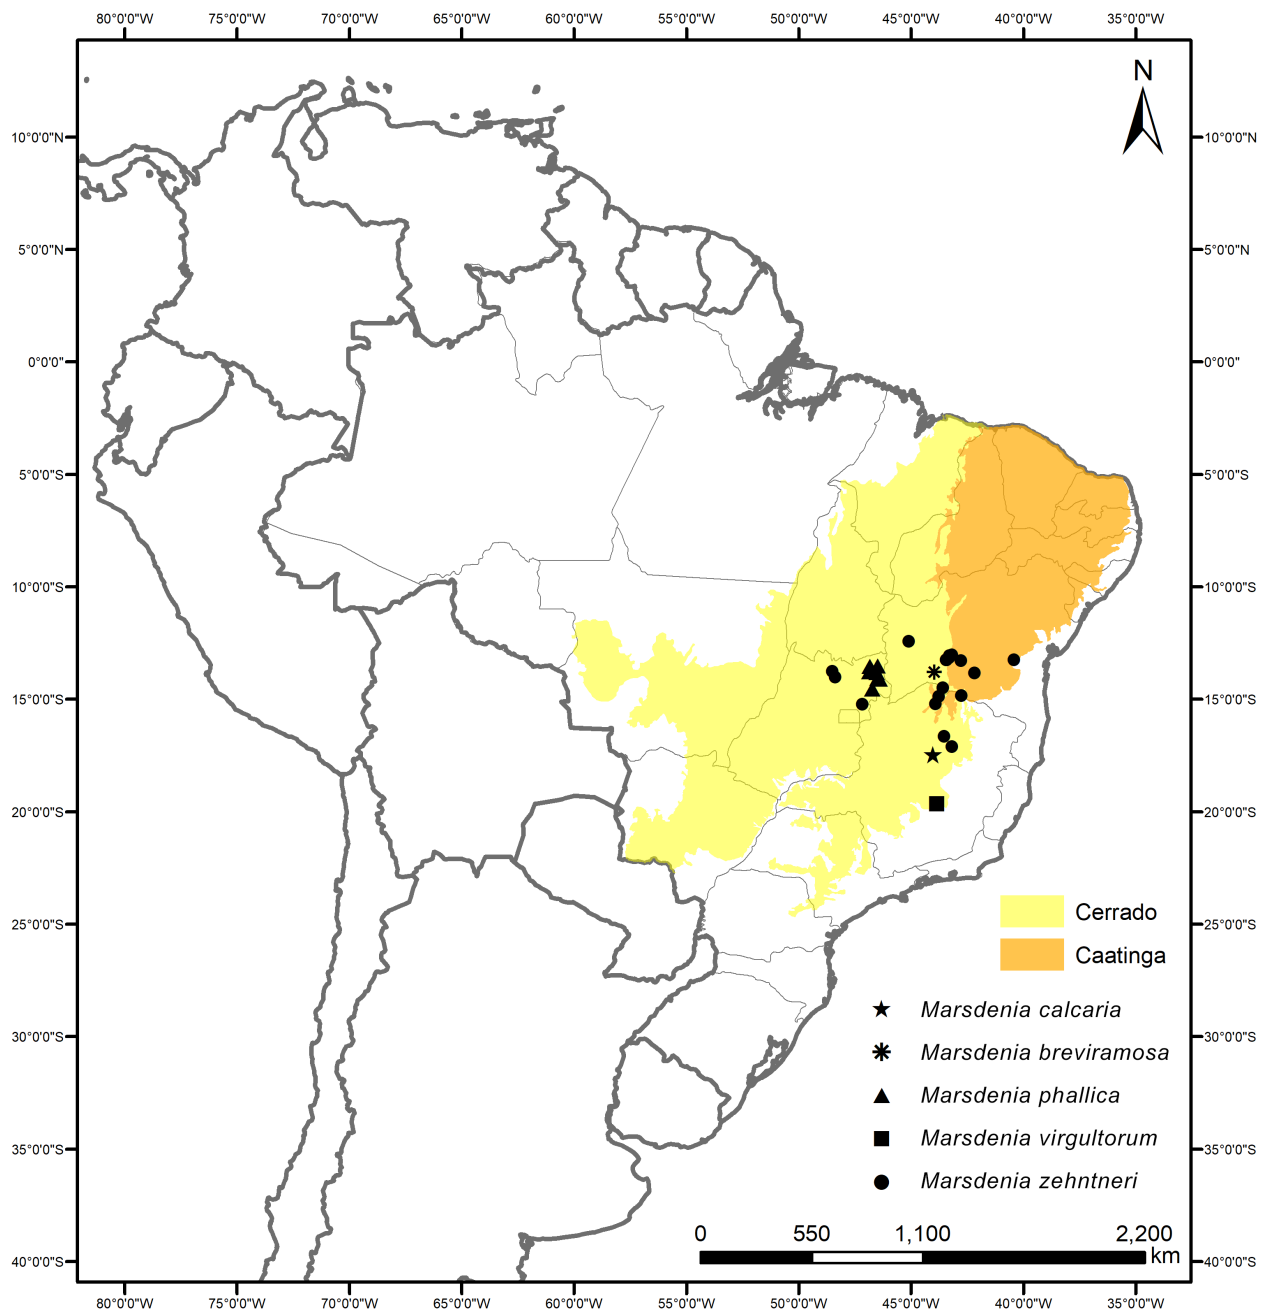 80°0'0"W 75°0'0"W 70°0'0"W 65°0'0"W 60°0'0"W 55°0'0"W 50°0'0"W 45°0'0"W 40°0'0"W 35°0'0"W
N
10°0'0"N 10°0'0"N
5°0'0"N 5°0'0"N
0°0'0" 0°0'0"
5°0'0"S 5°0'0"S
10°0'0"S 10°0'0"S
15°0'0"S 15°0'0"S
20°0'0"S 20°0'0"S
25°0'0"S 25°0'0"S
30°0'0"S 30°0'0"S
35°0'0"S 35°0'0"S
40°0'0"S 40°0'0"S
Cerrado
Caatinga
Marsdenia calcaria
Marsdenia breviramosa
Marsdenia phallica
Marsdenia virgultorum
Marsdenia zehntneri
0 550 1,100 2,200
km
80°0'0"W 75°0'0"W 70°0'0"W 65°0'0"W 60°0'0"W 55°0'0"W 50°0'0"W 45°0'0"W 40°0'0"W 35°0'0"W